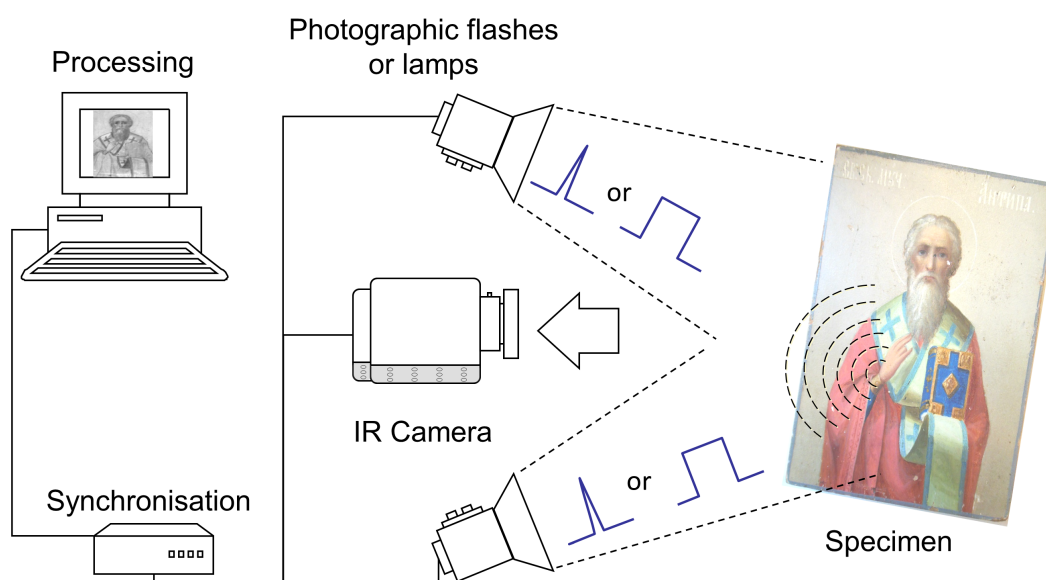 Photographic flashes
or lamps
Processing
or
IR Camera
or
Synchronisation
Specimen